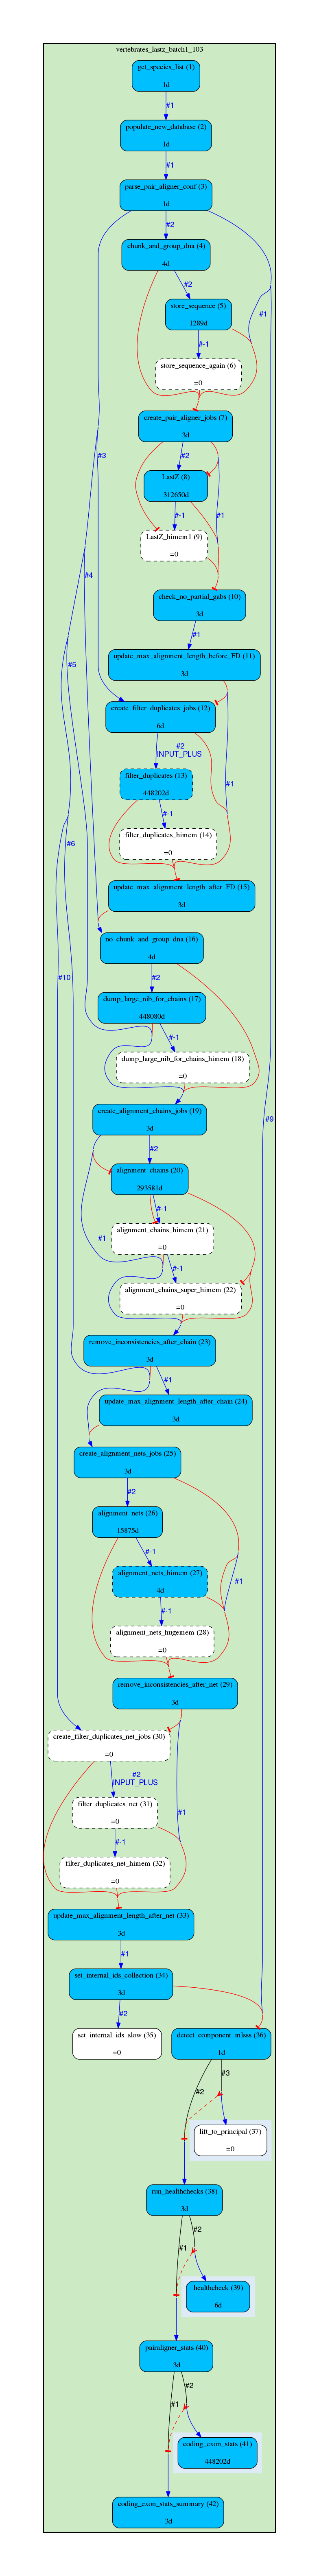 vertebrates_lastz_batch1_103
get_species_list (1)
1d
#1
populate_new_database (2)
1d
#1
parse_pair_aligner_conf (3)
1d
#2
chunk_and_group_dna (4)
4d
#2
store_sequence (5)
1289d
#1
#-1
store_sequence_again (6)
=0
create_pair_aligner_jobs (7)
3d
#3
#2
LastZ (8)
312650d
#-1
#1
LastZ_himem1 (9)
=0
#4
check_no_partial_gabs (10)
3d
#1
update_max_alignment_length_before_FD (11)
3d
#5
create_filter_duplicates_jobs (12)
6d
#2
INPUT_PLUS
filter_duplicates (13)
448202d
#1
#-1
filter_duplicates_himem (14)
=0
#6
update_max_alignment_length_after_FD (15)
3d
#9
no_chunk_and_group_dna (16)
4d
#10
#2
dump_large_nib_for_chains (17)
448080d
#-1
dump_large_nib_for_chains_himem (18)
=0
create_alignment_chains_jobs (19)
3d
#2
alignment_chains (20)
293581d
#-1
#1
alignment_chains_himem (21)
=0
#-1
alignment_chains_super_himem (22)
=0
remove_inconsistencies_after_chain (23)
3d
#1
update_max_alignment_length_after_chain (24)
3d
create_alignment_nets_jobs (25)
3d
#2
alignment_nets (26)
15875d
#-1
alignment_nets_himem (27)
4d
#1
#-1
alignment_nets_hugemem (28)
=0
remove_inconsistencies_after_net (29)
3d
create_filter_duplicates_net_jobs (30)
=0
#2
INPUT_PLUS
filter_duplicates_net (31)
=0
#1
#-1
filter_duplicates_net_himem (32)
=0
update_max_alignment_length_after_net (33)
3d
#1
set_internal_ids_collection (34)
3d
#2
set_internal_ids_slow (35)
=0
detect_component_mlsss (36)
1d
#2
#3
lift_to_principal (37)
=0
run_healthchecks (38)
3d
#1
#2
healthcheck (39)
6d
pairaligner_stats (40)
3d
#1
#2
coding_exon_stats (41)
448202d
coding_exon_stats_summary (42)
3d